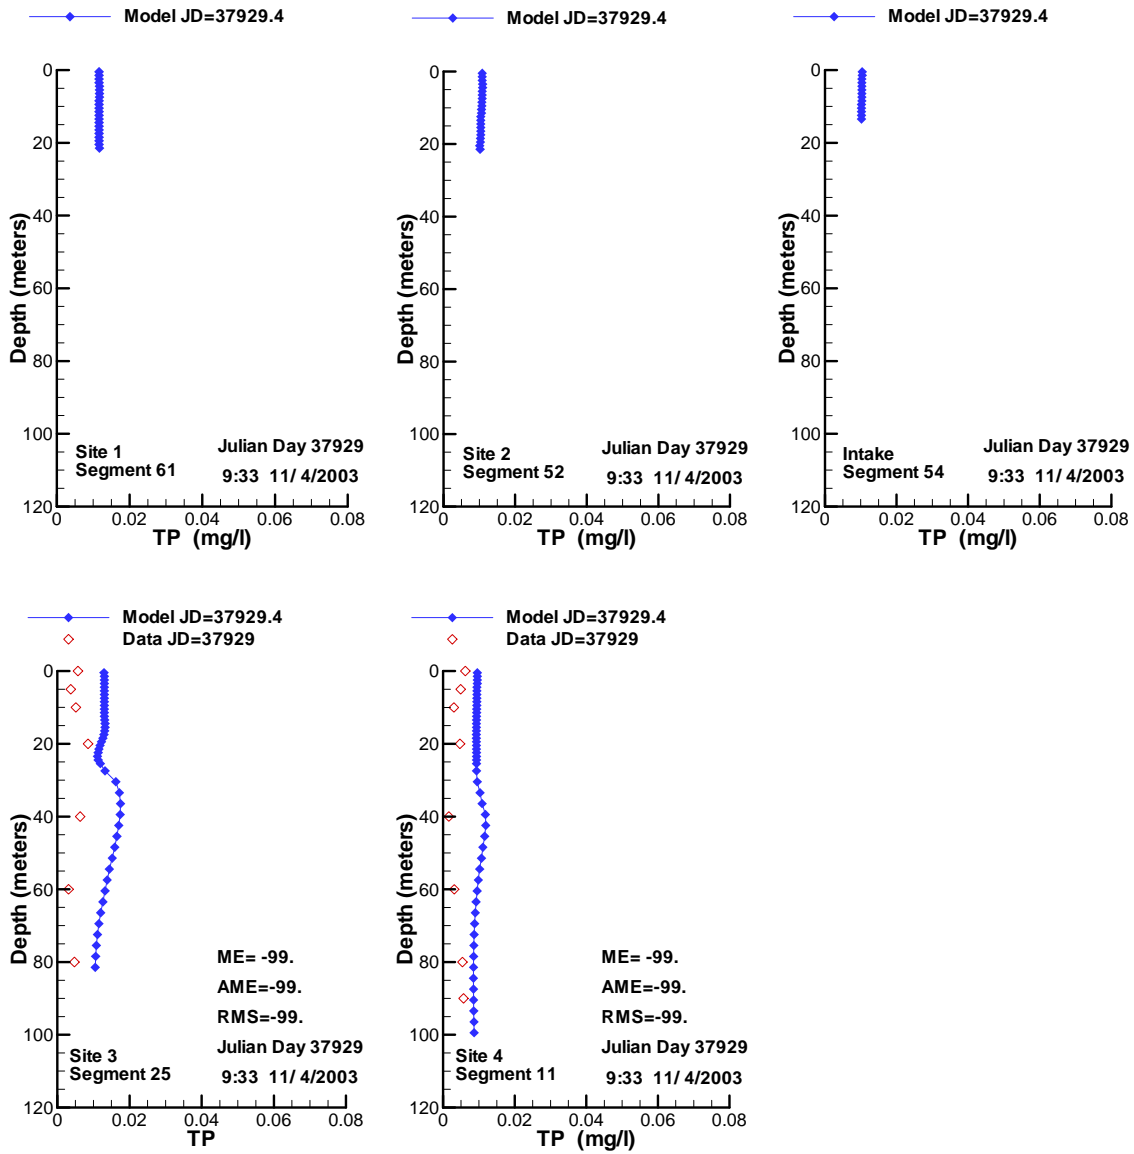 Model JD=37929.4
0
20
40
60
80
100
120
Depth (meters)
Site 1
Segment 61
Julian Day 37929
9:33 11/ 4/2003
0 0.02 0.04 0.06 0.08
TP (mg/l)
Model JD=37929.4
0
20
40
60
80
100
120
Depth (meters)
Site 2
Segment 52
Julian Day 37929
9:33 11/ 4/2003
0 0.02 0.04 0.06 0.08
TP (mg/l)
Model JD=37929.4
0
20
40
60
80
100
120
Depth (meters)
Intake
Segment 54
Julian Day 37929
9:33 11/ 4/2003
0 0.02 0.04 0.06 0.08
TP (mg/l)
Model JD=37929.4
Data JD=37929
0
20
40
60
80
100
120
Depth (meters)
ME= -99.
AME=-99.
RMS=-99.
Site 3
Segment 25
Julian Day 37929
9:33 11/ 4/2003
0 0.02 0.04 0.06 0.08
TP
Model JD=37929.4
Data JD=37929
0
20
40
60
80
100
120
Depth (meters)
ME= -99.
AME=-99.
RMS=-99.
Site 4
Segment 11
Julian Day 37929
9:33 11/ 4/2003
0 0.02 0.04 0.06 0.08
TP (mg/l)